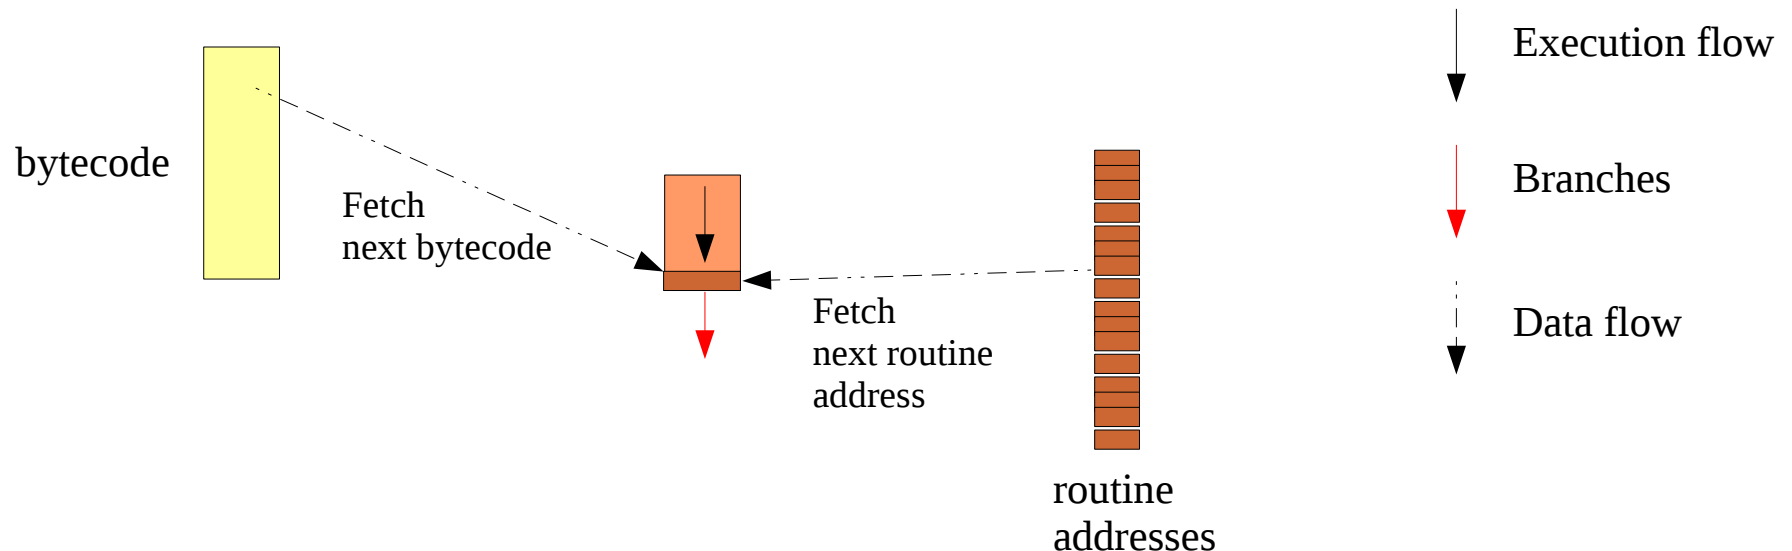 bytecode
Fetch
next bytecode
Fetch
next routine
address
routine
addresses
Execution flow
Branches
Data flow